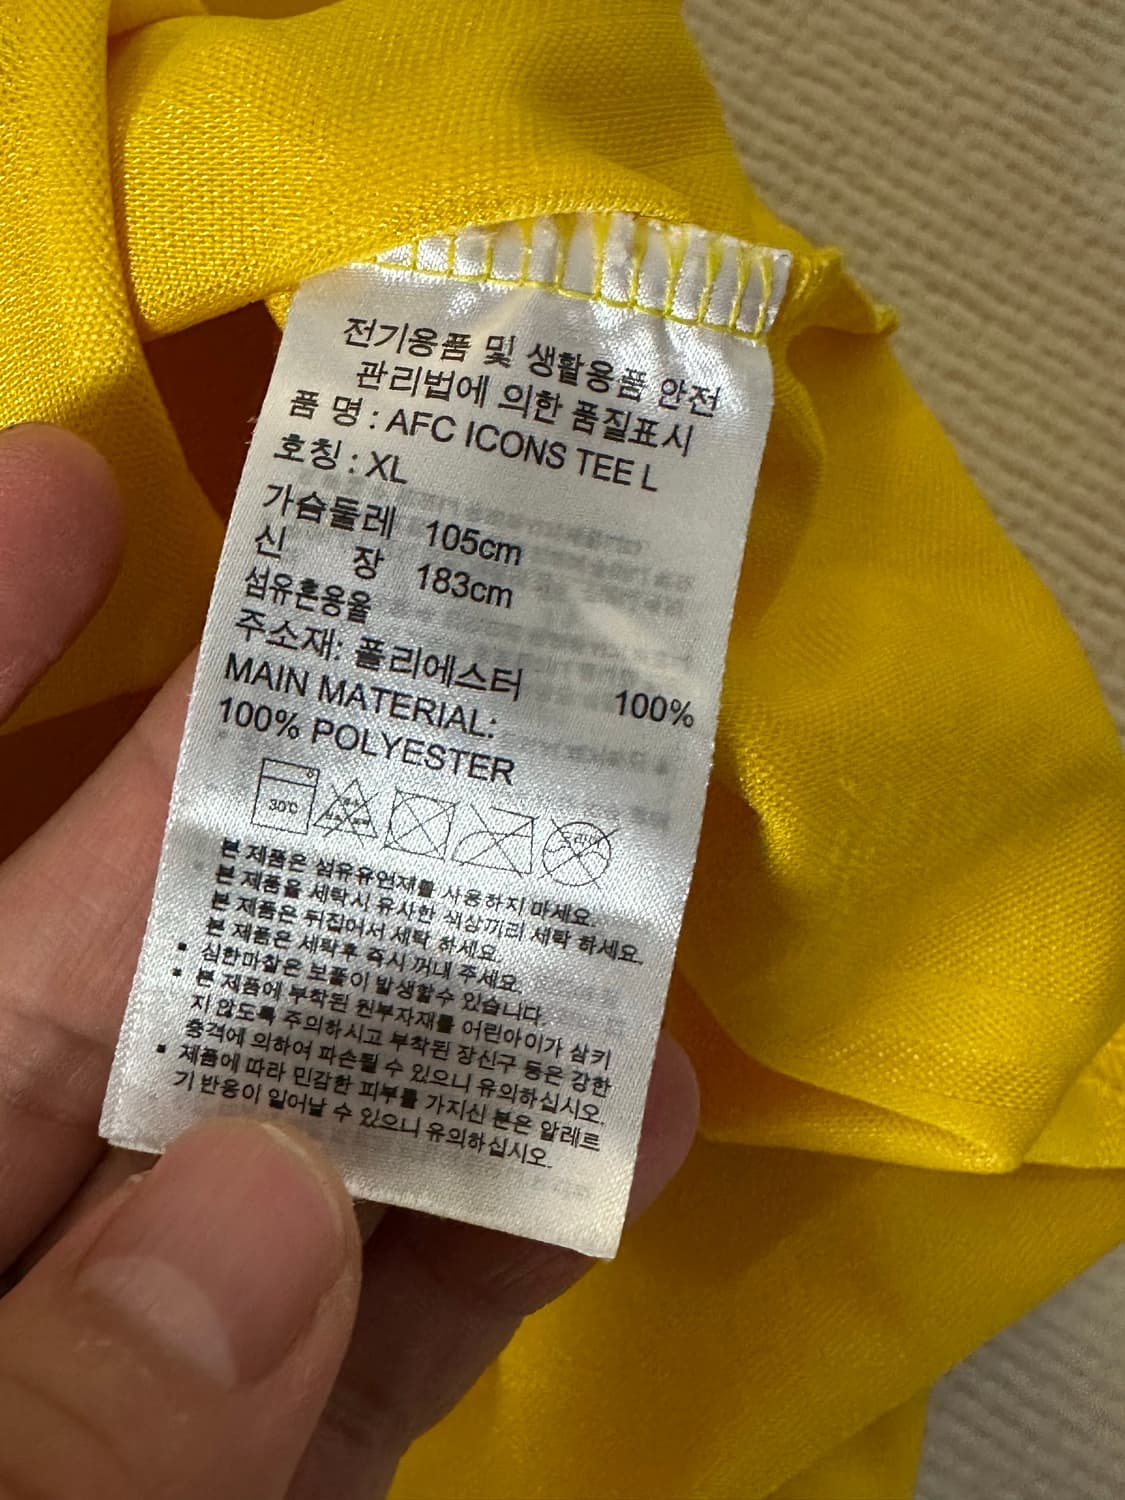 전기용품 및 생활용품 안전
관리법에 의한 품질표시
품 명 : AFC ICONS TEE L
호칭 : XL
가슴둘레 105cm
신 장 183cm
섬유혼용율
주소재: 폴리에스터 100%
MAIN MATERIAL:
100% POLYESTER
30℃
본 제품은 섬유유연재를 사용하지 마세요.
본 제품을 세탁시 유사한 색상끼리 세탁 하세요.
본 제품은 뒤집어서 세탁 하세요.
본 제품은 세탁후 즉시 꺼내 주세요.
▪ 심한마찰은 보풀이 발생할수 있습니다.
▪ 본 제품에 부착된 원부자재를 어린아이가 삼키
지 않도록 주의하시고 부착된 장신구 등은 강한
충격에 의하여 파손될 수 있으니 유의하십시오.
▪ 제품에 따라 민감한 피부를 가지신 분은 알레르
기 반응이 일어날 수 있으니 유의하십시오.